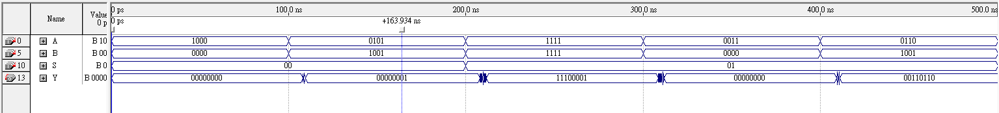 0 ps 100.0 ns 200.0 ns 300.0 ns 400.0 ns 500.0 ns
Name Value
0 p 0 ps +163.934 ns
0 A B 10 1000 0101 1111 0011 0110
5 B B 00 0000 1001 1111 0000 1001
10 S B 0 00 01
13 Y B 0000 00000000 00000001 11100001 00000000 00110110